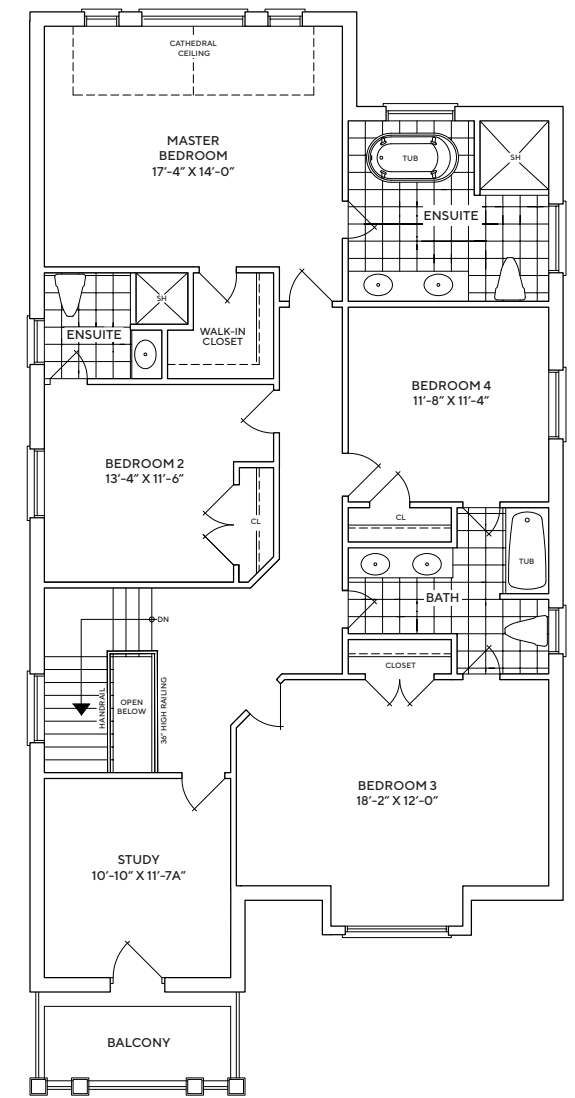 CATHEDRAL
CEILING
MASTER
BEDROOM
17'-4" X 14'-0"
TUB
SH
ENSUITE
SH
ENSUITE
WALK-IN
CLOSET
BEDROOM 4
11'-8" X 11'-4"
BEDROOM 2
13'-4" X 11'-6"
CL
CL
TUB
BATH
DN
CLOSET
HANDRAIL
OPEN
BELOW
36" HIGH RAILING
BEDROOM 3
18'-2" X 12'-0"
STUDY
10'-10" X 11'-7A"
BALCONY